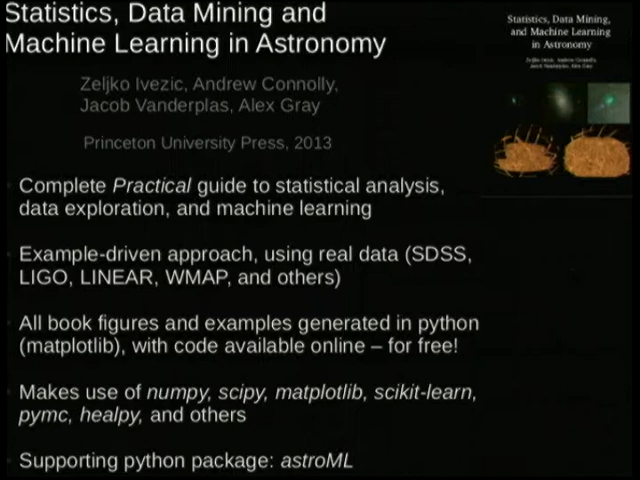 Statistics, Data Mining and
Machine Learning in Astronomy
Zeljko Ivezic, Andrew Connolly,
Jacob Vanderplas, Alex Gray
Princeton University Press, 2013
Complete Practical guide to statistical analysis,
data exploration, and machine learning
Example-driven approach, using real data (SDSS,
LIGO, LINEAR, WMAP, and others)
All book figures and examples generated in python
(matplotlib), with code available online – for free!
Makes use of numpy, scipy, matplotlib, scikit-learn,
pymc, healpy, and others
Supporting python package: astroML
Statistics, Data Mining,
and Machine Learning
in Astronomy